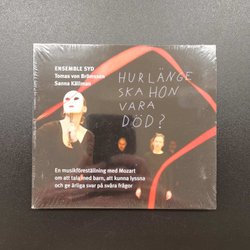 ENSEMBLE SYD
Tomas von Brömssen
Sanna Källman
HUR LÄNGE
SKA HON
VARA
DÖD?
En musikföreställning med Mozart
om att tala med barn, att kunna lyssna
och ge ärliga svar på svåra frågor